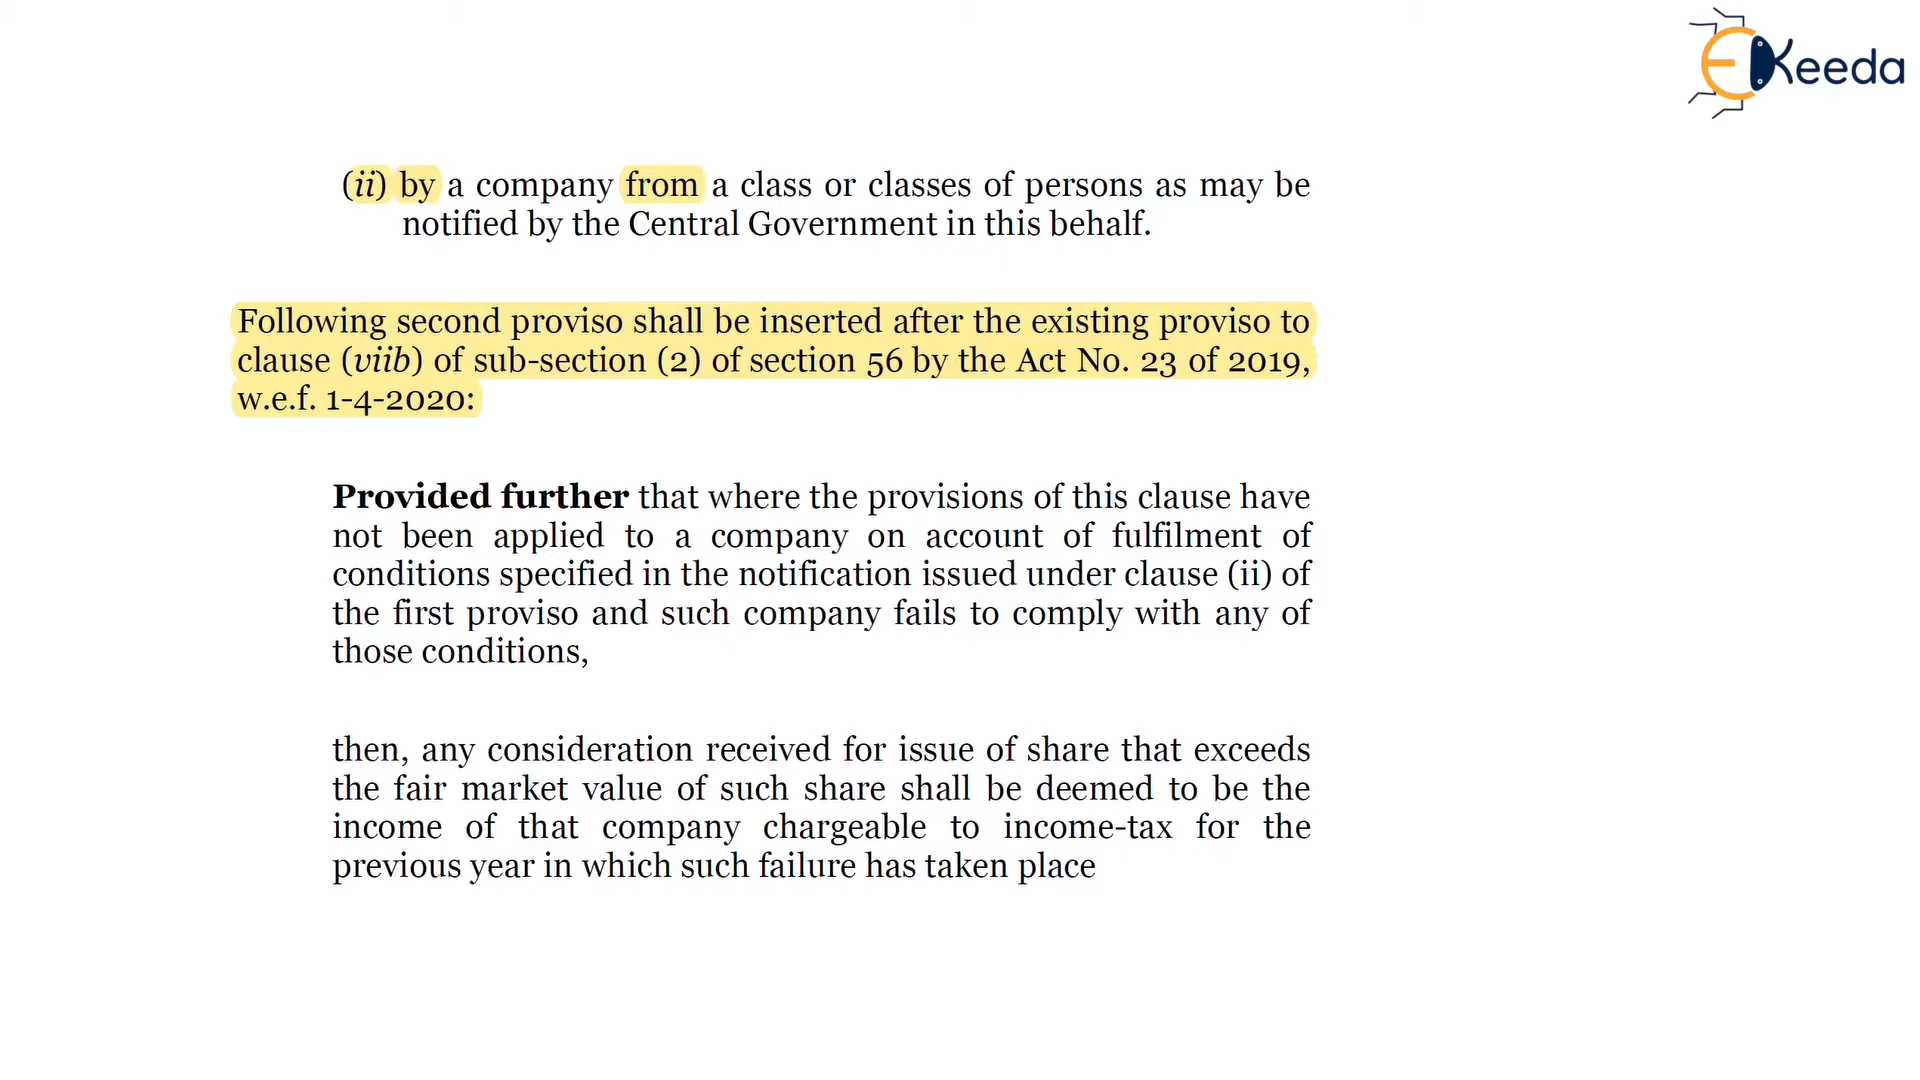 EKeeda
(ii) by a company from a class or classes of persons as may be
notified by the Central Government in this behalf.
Following second proviso shall be inserted after the existing proviso to
clause (viib) of sub-section (2) of section 56 by the Act No. 23 of 2019,
w.e.f. 1-4-2020:
Provided further that where the provisions of this clause have
not been applied to a company on account of fulfilment of
conditions specified in the notification issued under clause (ii) of
the first proviso and such company fails to comply with any of
those conditions,
then, any consideration received for issue of share that exceeds
the fair market value of such share shall be deemed to be the
income of that company chargeable to income-tax for the
previous year in which such failure has taken place